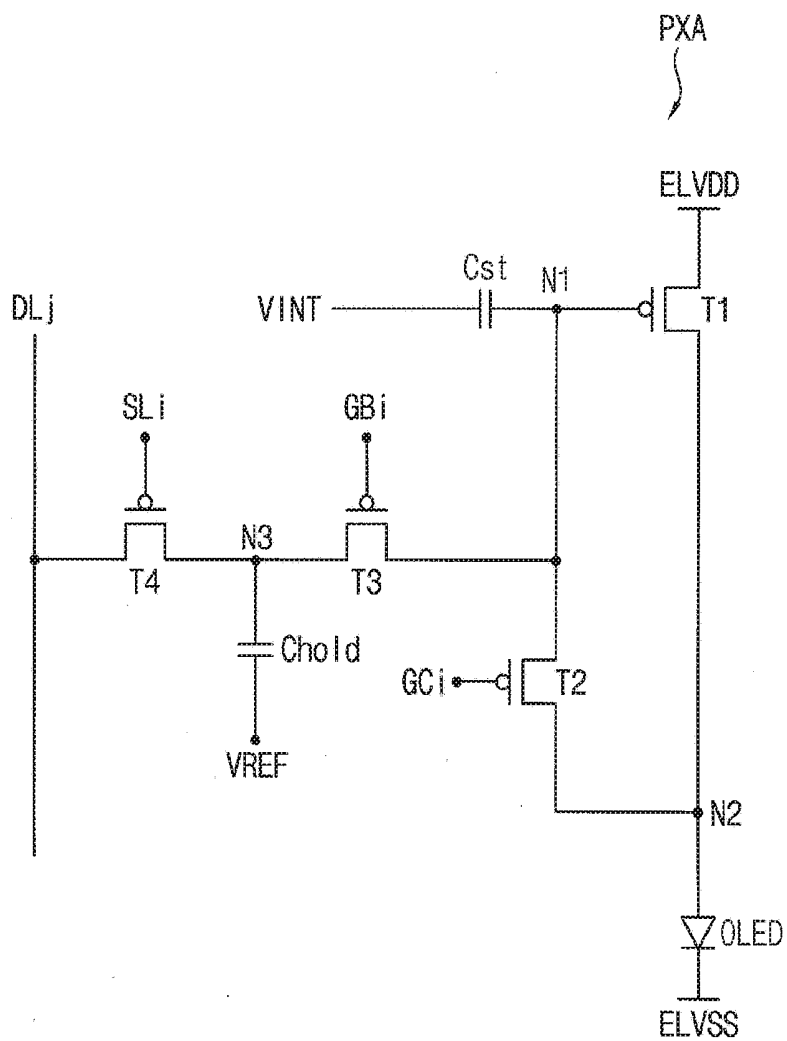 PXA
ELVDD
Cst
N1
DLj
VINT
T1
SLi
GBi
N3
T4
T3
Chold
GCi
T2
VREF
N2
OLED
ELVSS